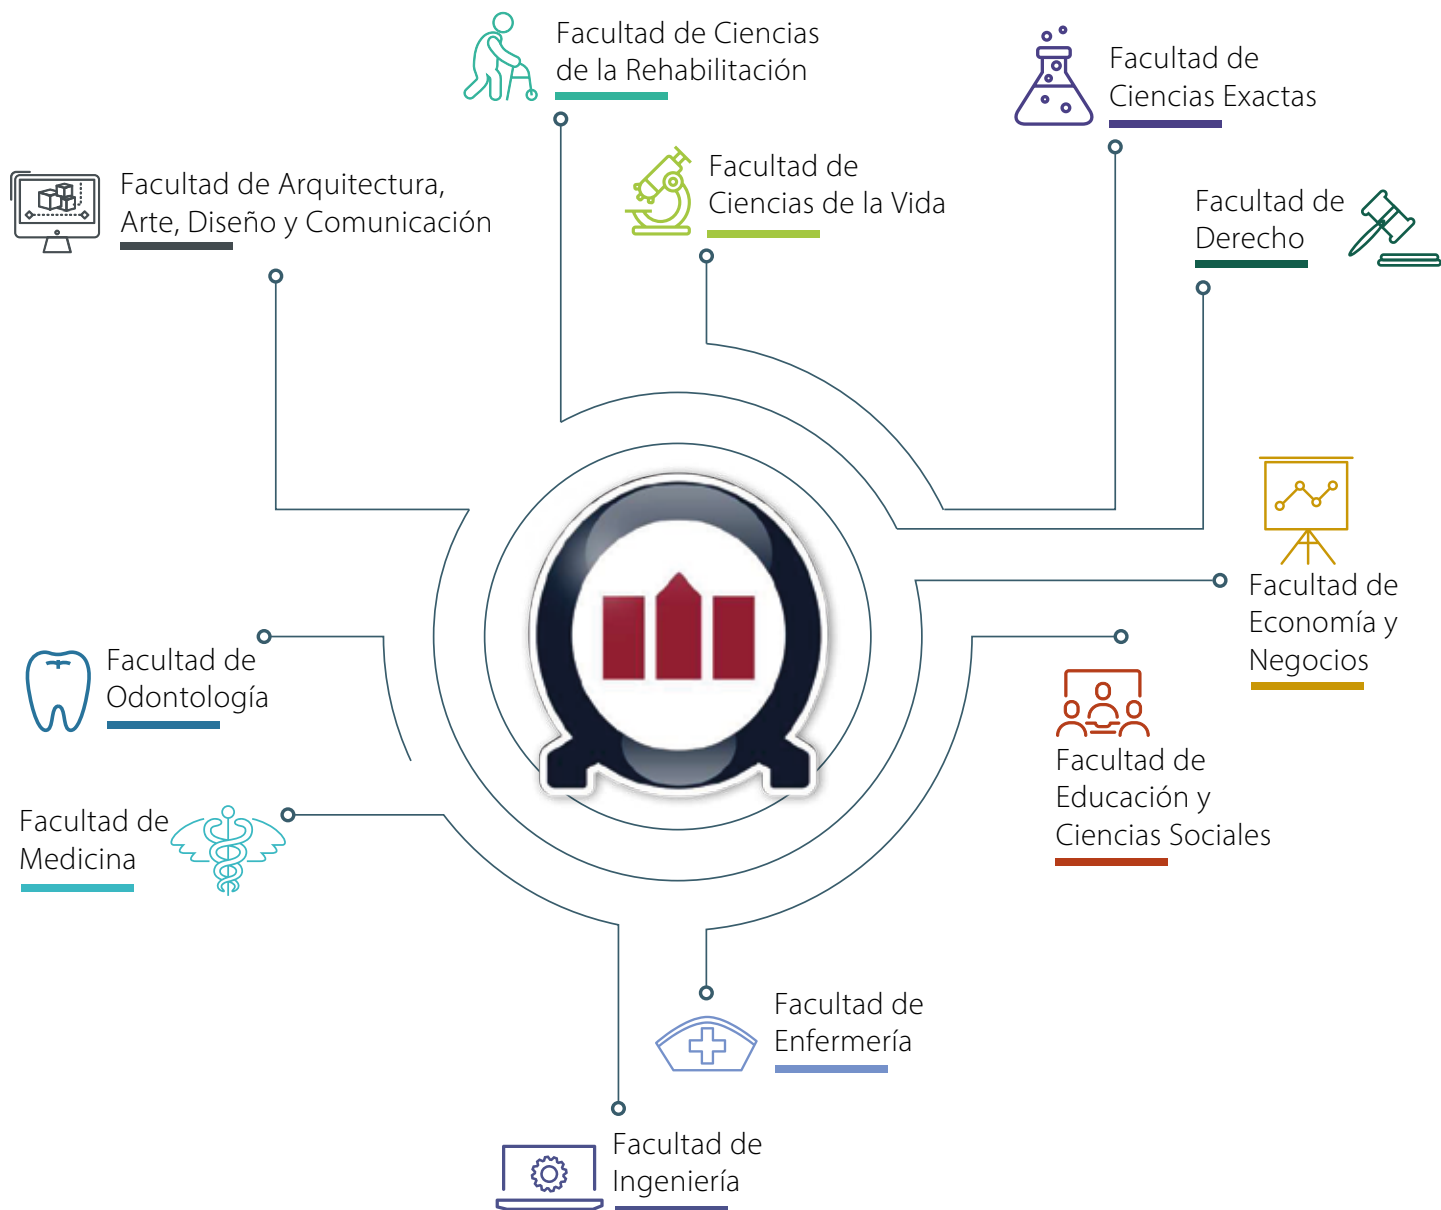 Facultad de Ciencias
de la Rehabilitación
Facultad de
Ciencias Exactas
Facultad de Arquitectura,
Arte, Diseño y Comunicación
Facultad de
Ciencias de la Vida
Facultad de
Derecho
Facultad de
Economía y
Negocios
Facultad de
Odontología
Facultad de
Educación y
Ciencias Sociales
Facultad de
Medicina
Facultad de
Enfermería
Facultad de
Ingeniería